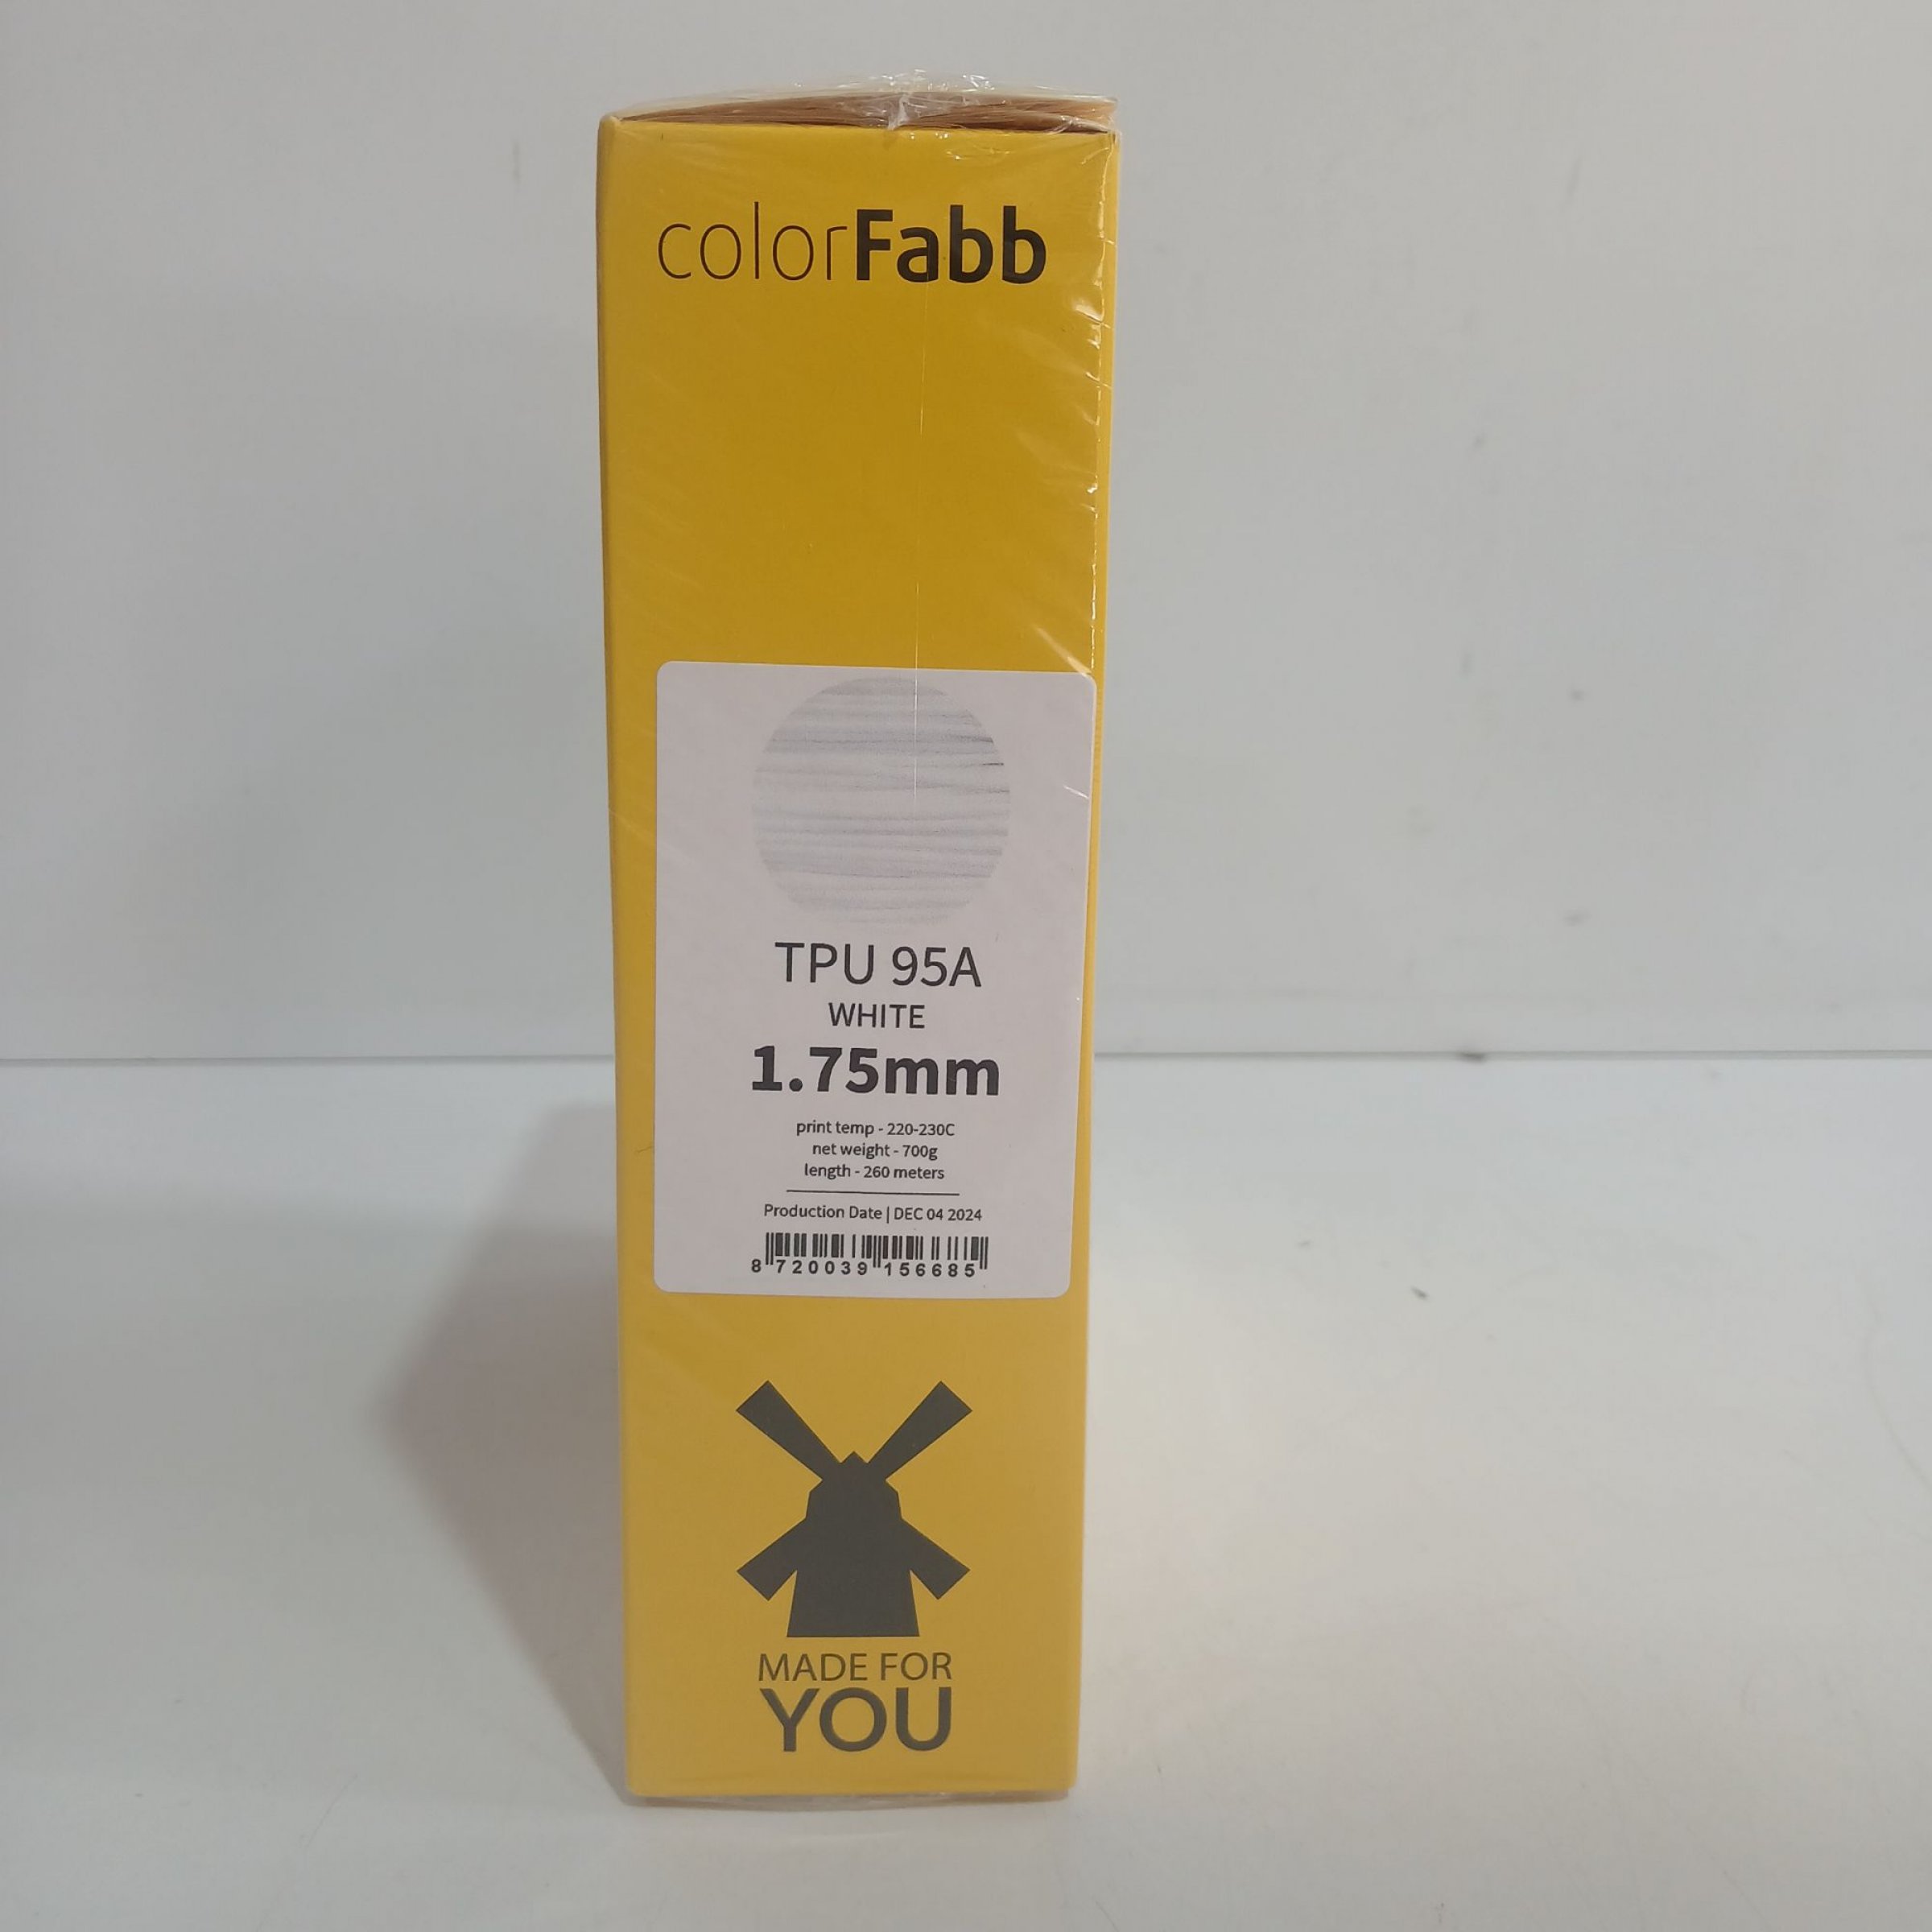 colorFabb
TPU 95A
WHITE
1.75mm
print temp - 220-230C
net weight - 700g
length - 260 meters
Production Date | DEC 04 2024
8 720039 156685
MADE FOR
YOU